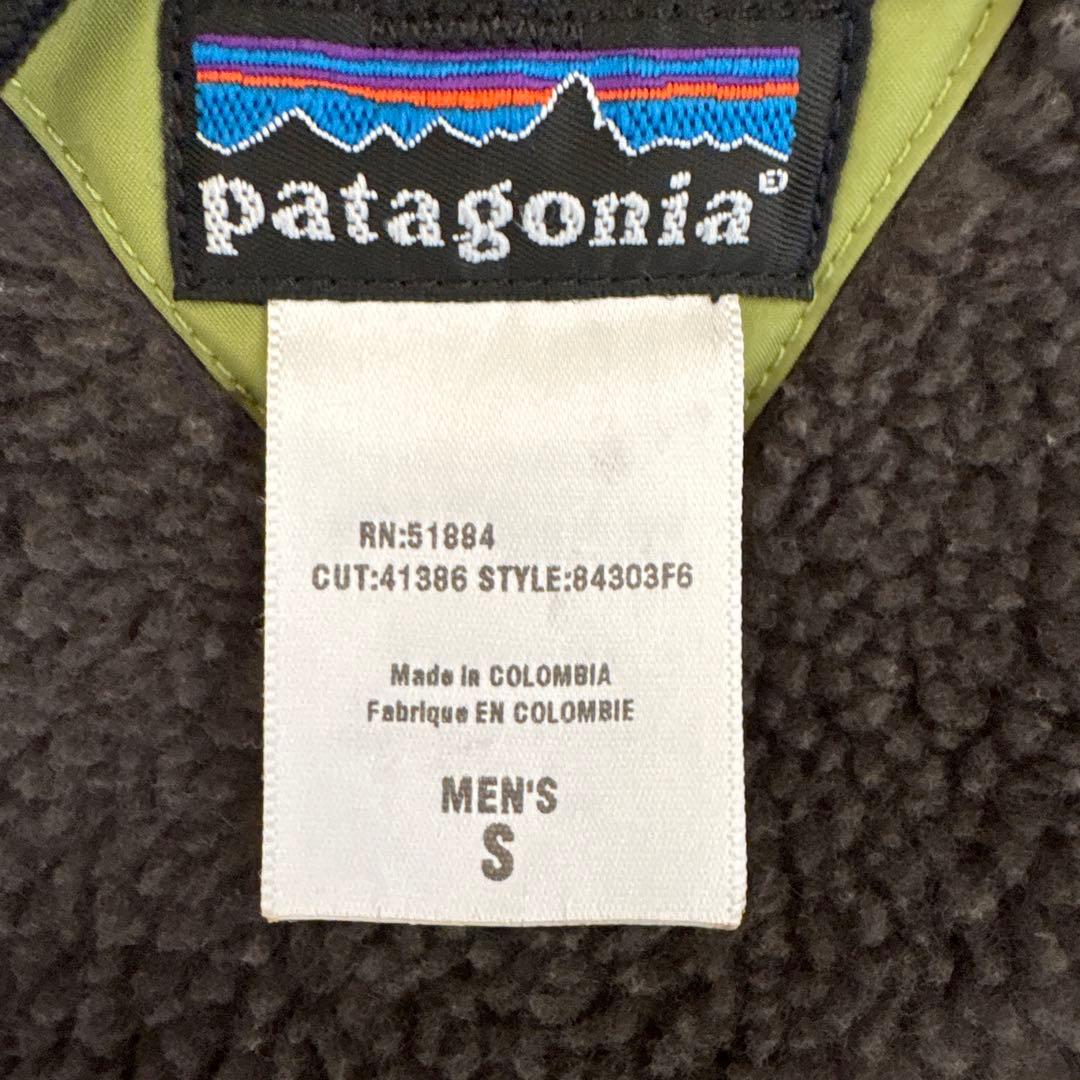 patagonia®
RN:51884
CUT:41386 STYLE:84303F6
Made in COLOMBIA
Fabrique EN COLOMBIE
MEN'S
S